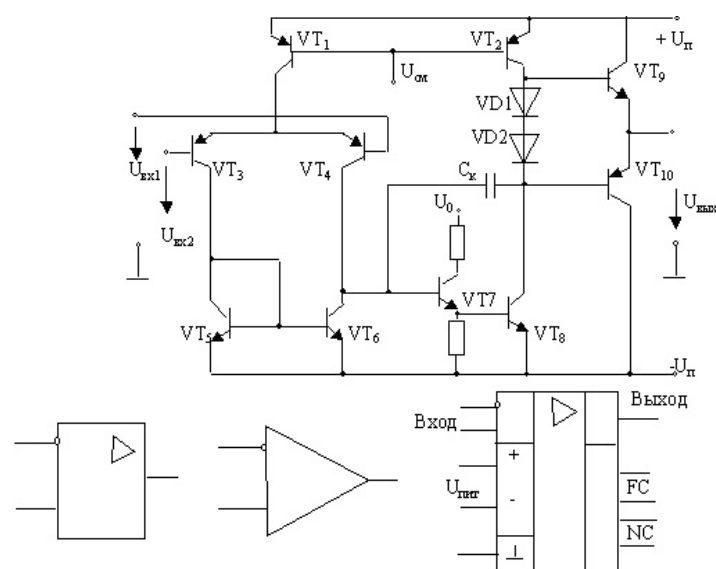 VT1
VT2
+ Uп
Uсм
VT9
VD1
VD2
VT3
VT4
Cк
VT10
Uвх1
U0
Uвых
Uвх2
VT7
VT5
VT6
VT8
-Uп
Вход
Выход
+
Uпит
-
FC
NC
⊥